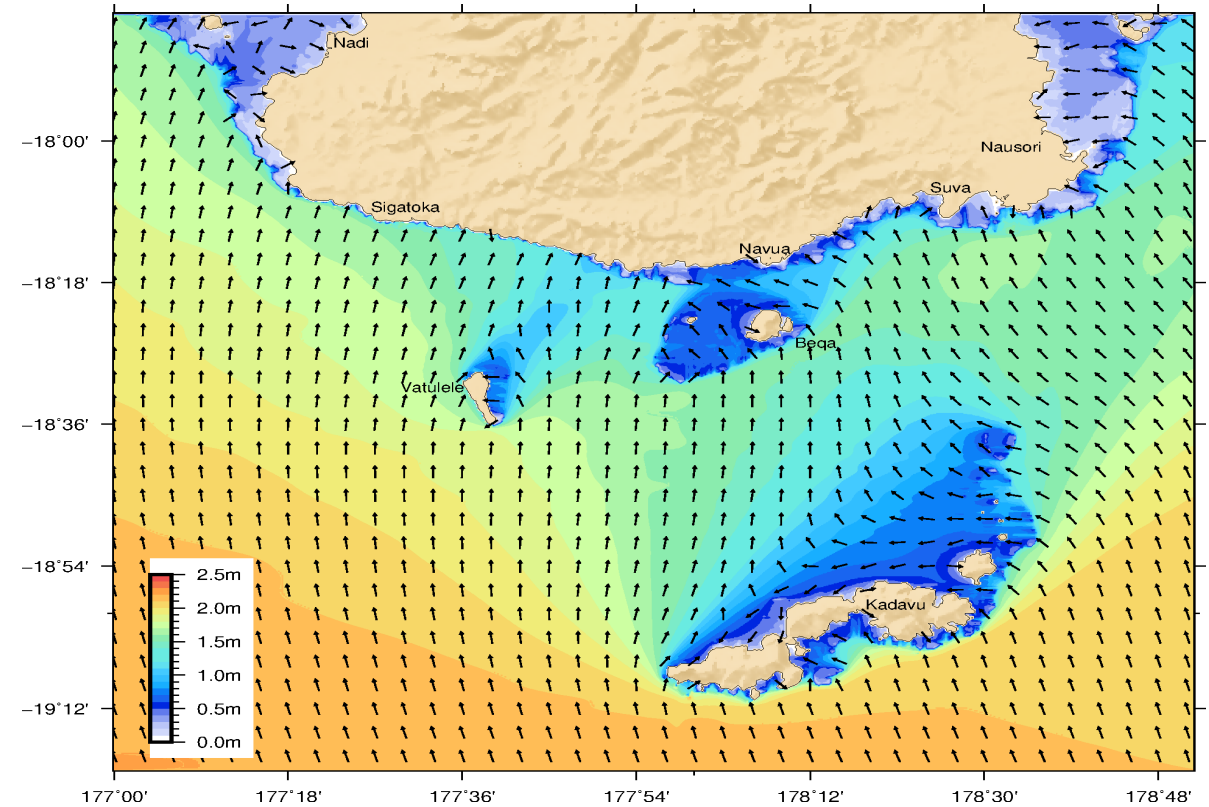 Nadi
−18°00'
Nausori
Suva
Sigatoka
Navua
−18°18'
Beqa
Vatulele
−18°36'
−18°54'
2.5m
2.0m
1.5m
1.0m
0.5m
0.0m
Kadavu
−19°12'
177°00' 177°18' 177°36' 177°54' 178°12' 178°30' 178°48'